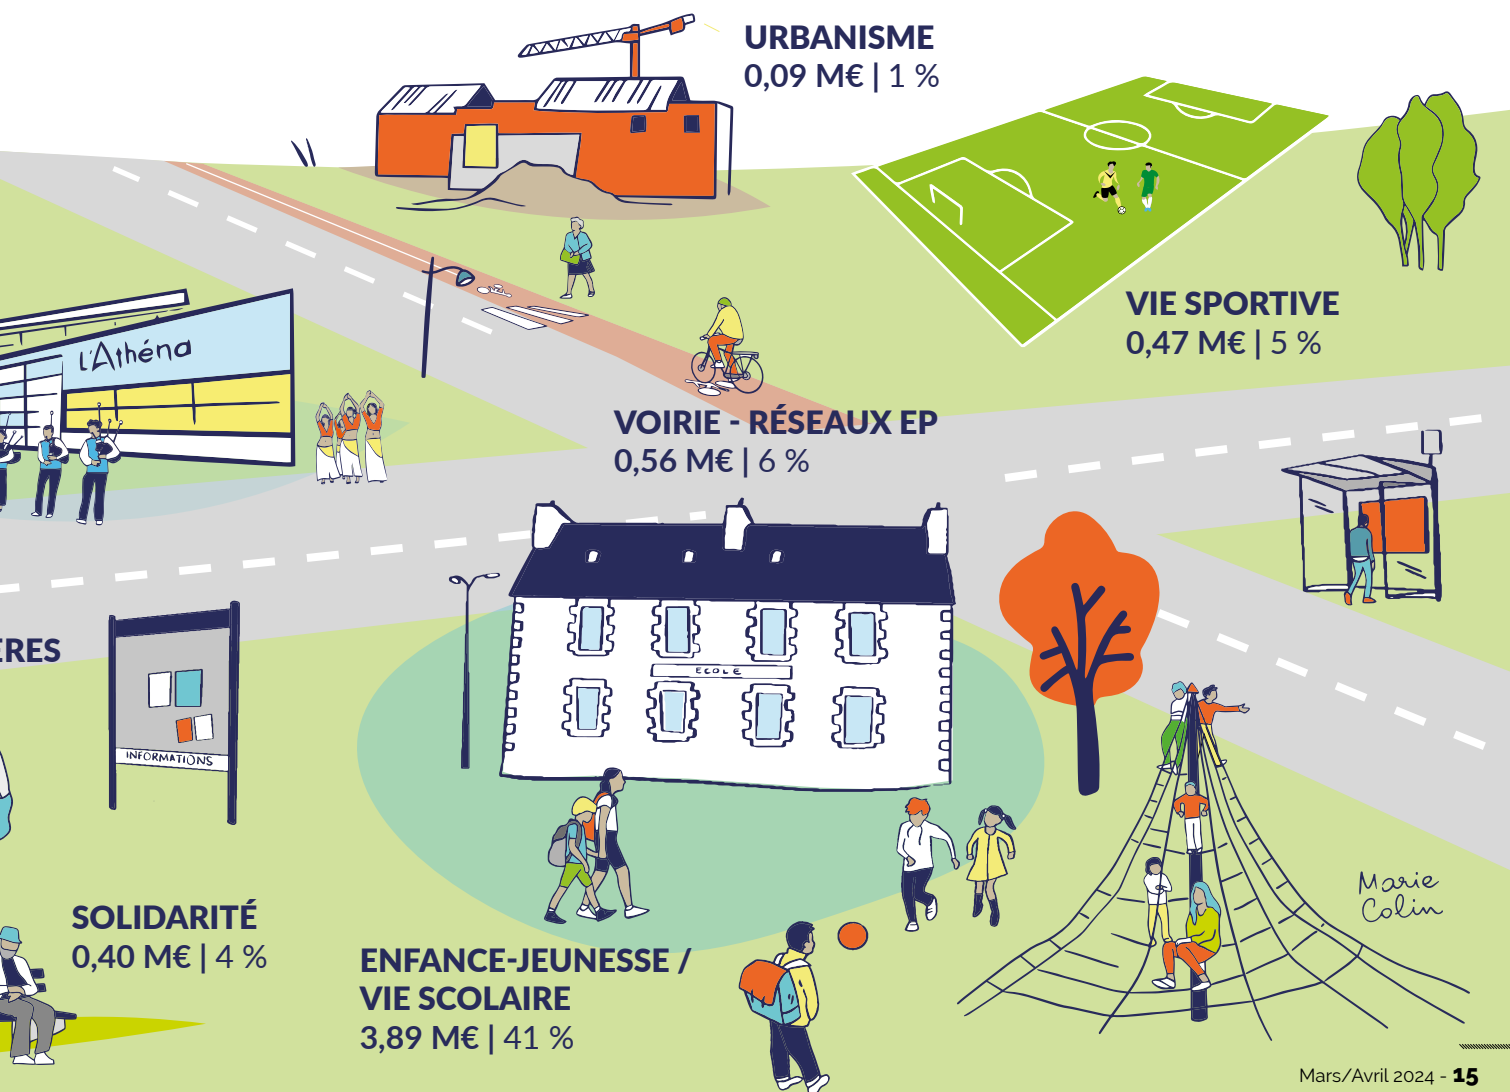 URBANISME
0,09 M€ | 1 %
VIE SPORTIVE
0,47 M€ | 5 %
l'Athéna
VOIRIE - RÉSEAUX EP
0,56 M€ | 6 %
ECOLE
INFORMATIONS
SOLIDARITÉ
0,40 M€ | 4 %
ENFANCE-JEUNESSE /
VIE SCOLAIRE
3,89 M€ | 41 %
Marie
Colin
Mars/Avril 2024 - 15